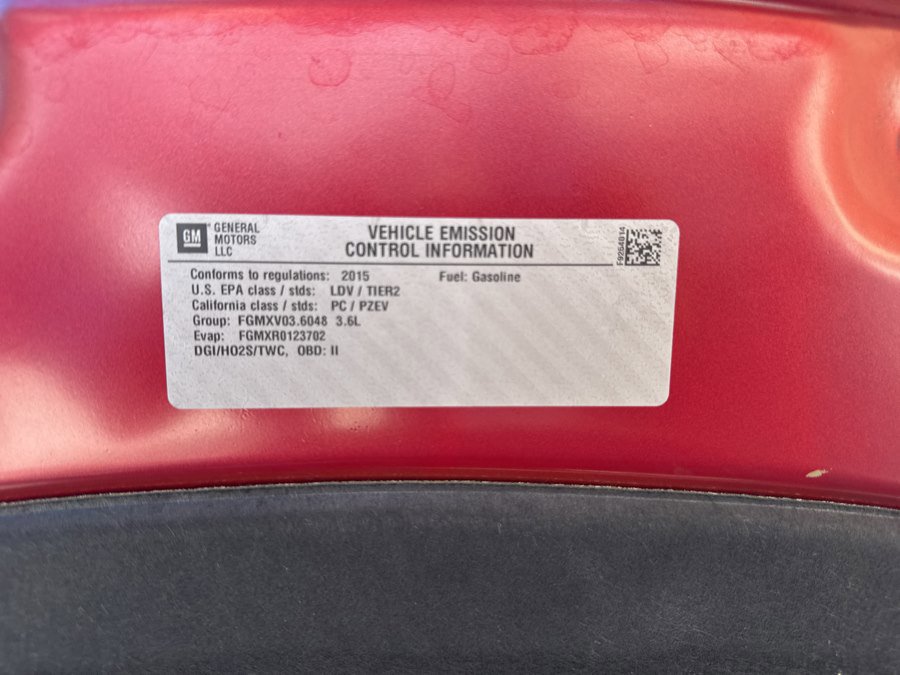 GM GENERAL MOTORS LLC
VEHICLE EMISSION
CONTROL INFORMATION
F9254014
Conforms to regulations: 2015 Fuel: Gasoline
U.S. EPA class / stds: LDV / TIER2
California class / stds: PC / PZEV
Group: FGMXV03.6048 3.6L
Evap: FGMXR0123702
DGI/HO2S/TWC, OBD: II